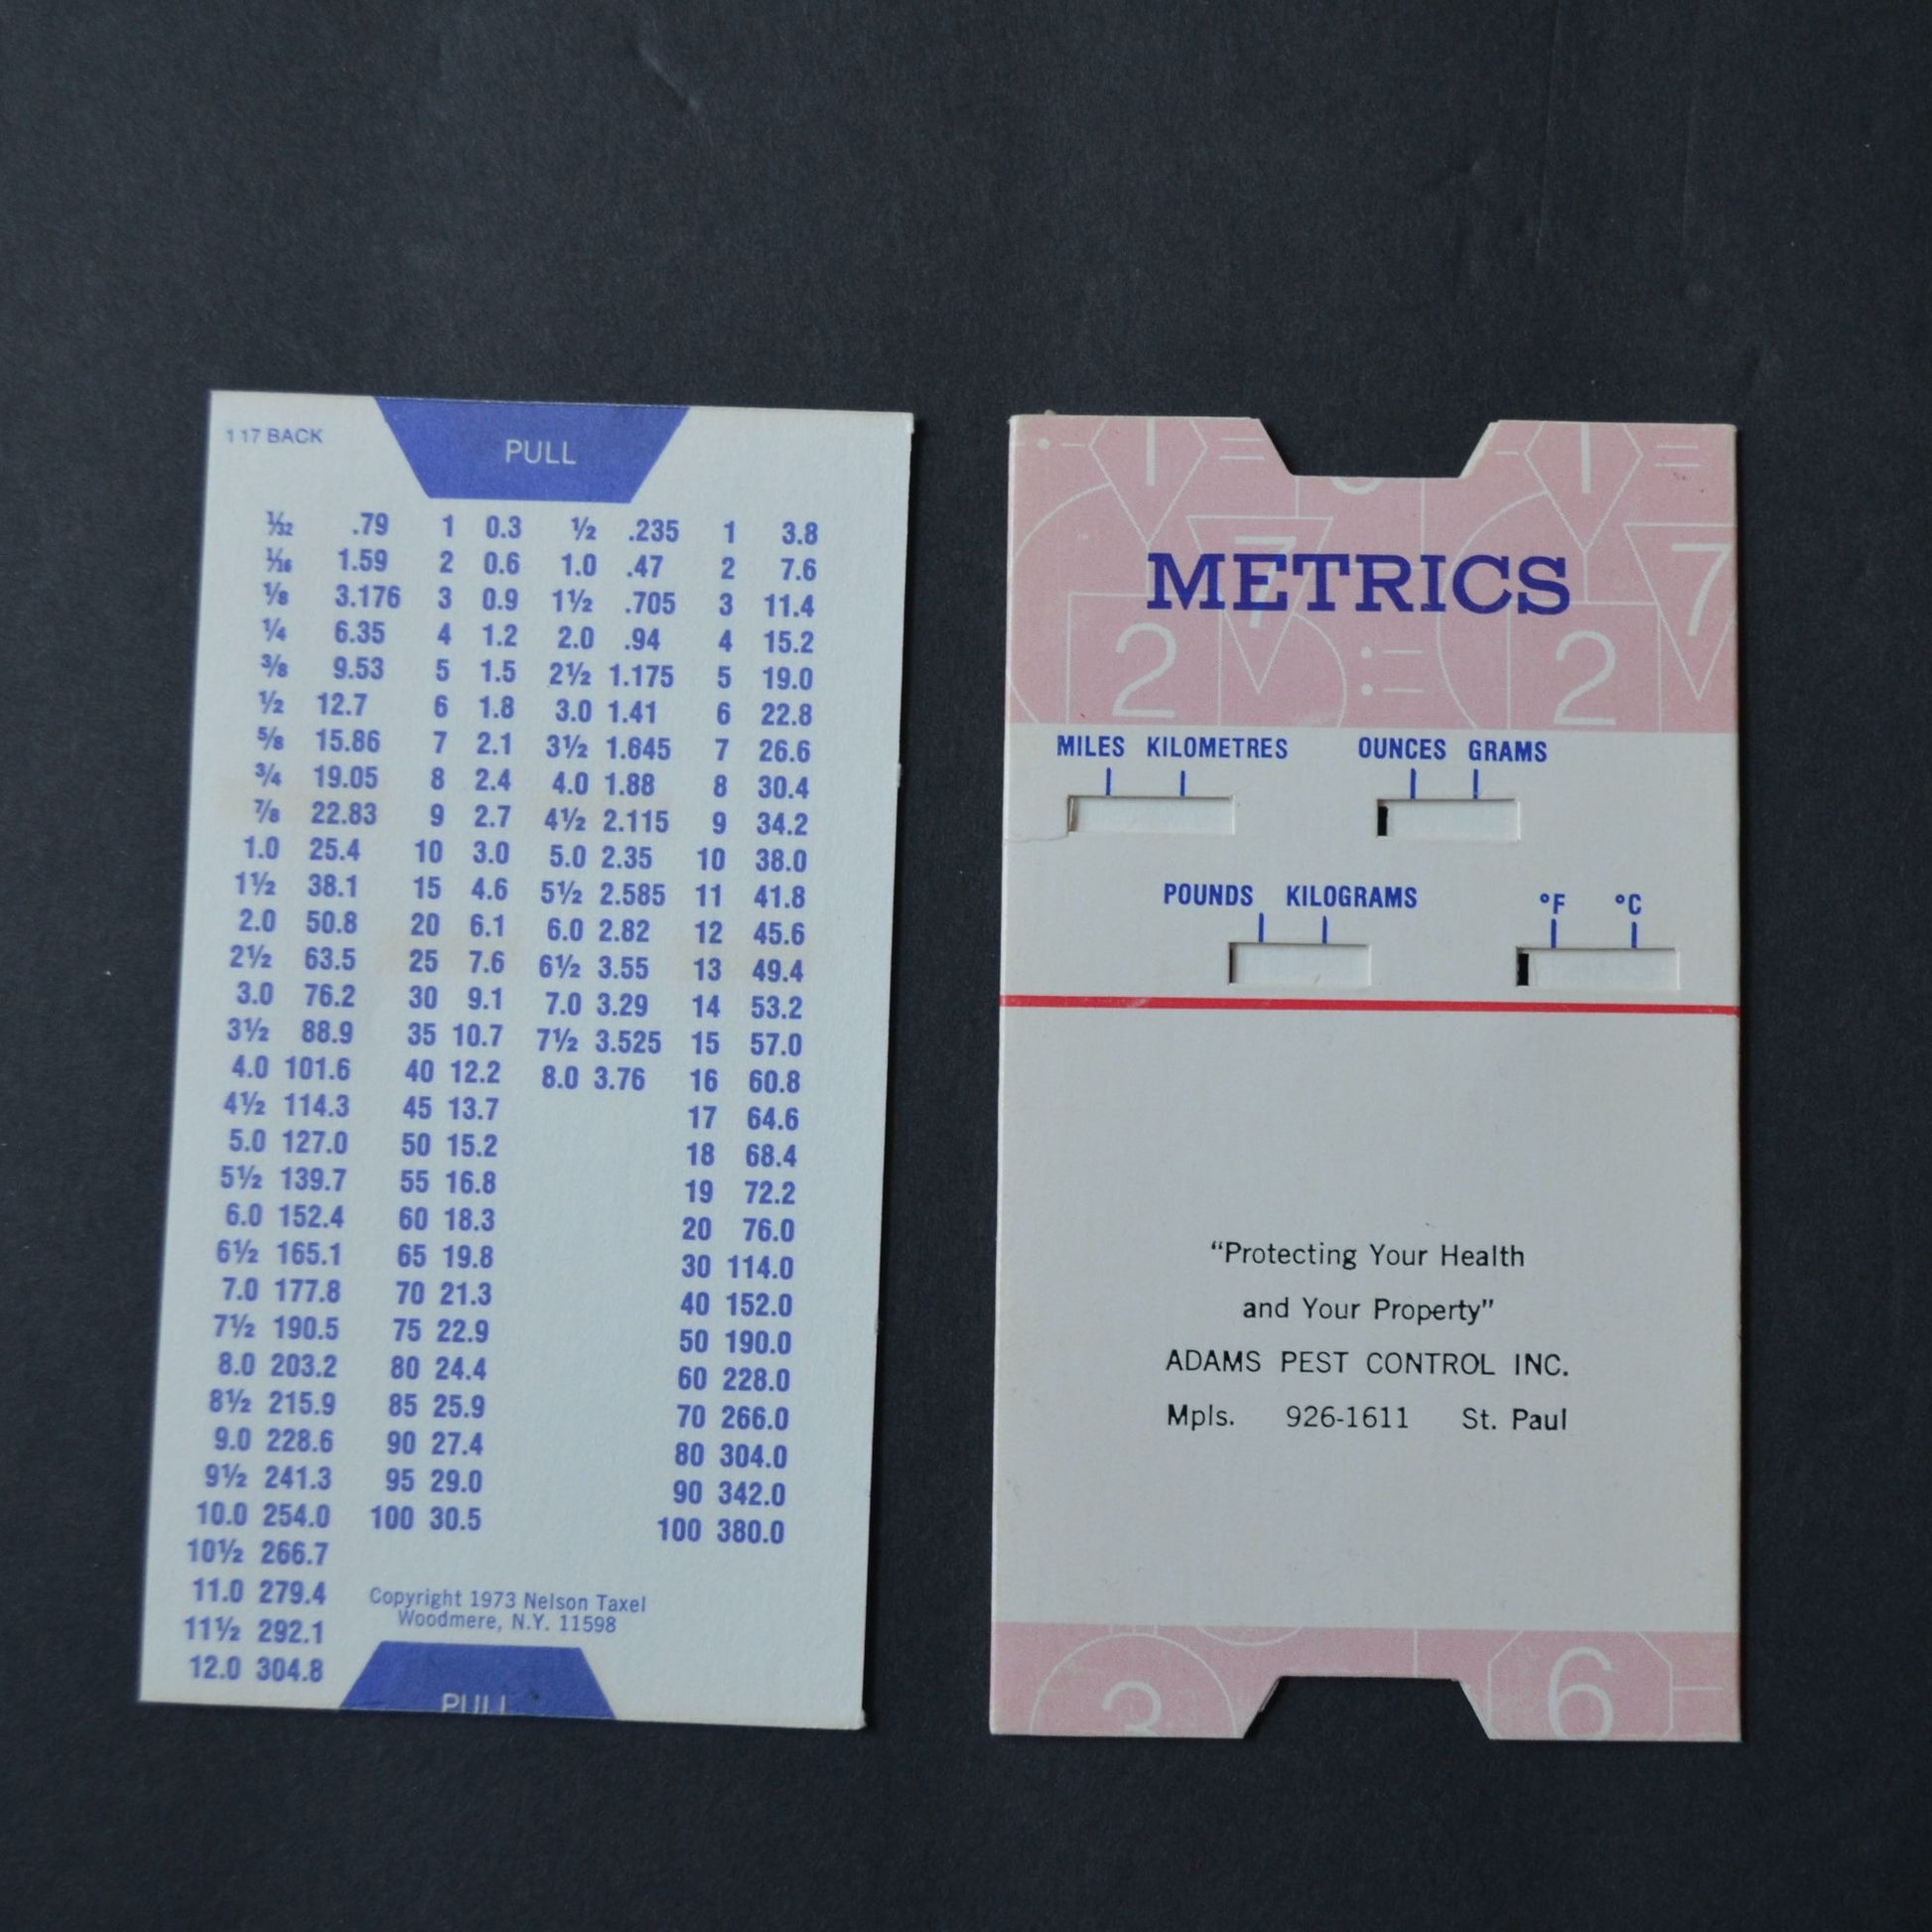 117 BACK
PULL
1/32 .79 1 0.3 ½ .235 1 3.8
1/16 1.59 2 0.6 1.0 .47 2 7.6
⅛ 3.176 3 0.9 1½ .705 3 11.4
¼ 6.35 4 1.2 2.0 .94 4 15.2
⅜ 9.53 5 1.5 2½ 1.175 5 19.0
½ 12.7 6 1.8 3.0 1.41 6 22.8
⅝ 15.86 7 2.1 3½ 1.645 7 26.6
¾ 19.05 8 2.4 4.0 1.88 8 30.4
⅞ 22.83 9 2.7 4½ 2.115 9 34.2
1.0 25.4 10 3.0 5.0 2.35 10 38.0
1½ 38.1 15 4.6 5½ 2.585 11 41.8
2.0 50.8 20 6.1 6.0 2.82 12 45.6
2½ 63.5 25 7.6 6½ 3.55 13 49.4
3.0 76.2 30 9.1 7.0 3.29 14 53.2
3½ 88.9 35 10.7 7½ 3.525 15 57.0
4.0 101.6 40 12.2 8.0 3.76 16 60.8
4½ 114.3 45 13.7 17 64.6
5.0 127.0 50 15.2 18 68.4
5½ 139.7 55 16.8 19 72.2
6.0 152.4 60 18.3 20 76.0
6½ 165.1 65 19.8 30 114.0
7.0 177.8 70 21.3 40 152.0
7½ 190.5 75 22.9 50 190.0
8.0 203.2 80 24.4 60 228.0
8½ 215.9 85 25.9 70 266.0
9.0 228.6 90 27.4 80 304.0
9½ 241.3 95 29.0 90 342.0
10.0 254.0 100 30.5 100 380.0
10½ 266.7
11.0 279.4
11½ 292.1
12.0 304.8
Copyright 1973 Nelson Taxel
Woodmere, N.Y. 11598
PULL
1 = 1 =
7 7
METRICS
2 2
MILES KILOMETRES OUNCES GRAMS
POUNDS KILOGRAMS °F °C
“Protecting Your Health
and Your Property”
ADAMS PEST CONTROL INC.
Mpls. 926-1611 St. Paul
3 6